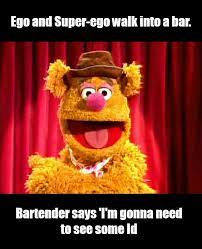 Ego and Super-ego walk into a bar.
Bartender says 'I'm gonna need
to see some Id